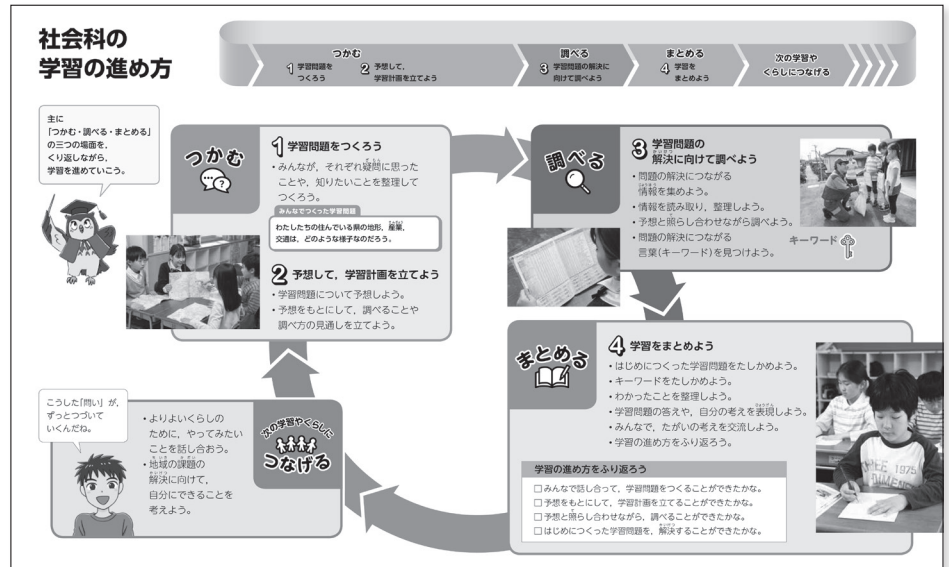 社会科の
学習の進め方
つかむ
1 学習問題を
つくろう
2 予想して，
学習計画を立てよう
調べる
3 学習問題の解決に
向けて調べよう
まとめる
4 学習を
まとめよう
次の学習や
くらしにつなげる
主に
「つかむ・調べる・まとめる」
の三つの場面を，
くり返しながら，
学習を進めていこう。
つかむ
1 学習問題をつくろう
・みんなが，それぞれ疑問に思った
ことや，知りたいことを整理して
つくろう。
みんなでつくった学習問題
わたしたちの住んでいる県の地形，産業，
交通は，どのような様子なのだろう。
2 予想して，学習計画を立てよう
・学習問題について予想しよう。
・予想をもとにして，調べることや
調べ方の見通しを立てよう。
調べる
3 学習問題の
解決に向けて調べよう
・問題の解決につながる
情報を集めよう。
・情報を読み取り，整理しよう。
・予想と照らし合わせながら調べよう。
・問題の解決につながる
言葉(キーワード)を見つけよう。
キーワード
まとめる
4 学習をまとめよう
・はじめにつくった学習問題をたしかめよう。
・キーワードをたしかめよう。
・わかったことを整理しよう。
・学習問題の答えや，自分の考えを表現しよう。
・みんなで，たがいの考えを交流しよう。
・学習の進め方をふり返ろう。
学習の進め方をふり返ろう
□みんなで話し合って，学習問題をつくることができたかな。
□予想をもとにして，学習計画を立てることができたかな。
□予想と照らし合わせながら，調べることができたかな。
□はじめにつくった学習問題を，解決することができたかな。
次の学習やくらしに
つなげる
・よりよいくらしの
ために，やってみたい
ことを話し合おう。
・地域の課題の
解決に向けて，
自分にできることを
考えよう。
こうした「問い」が，
ずっとつづいて
いくんだね。
1975